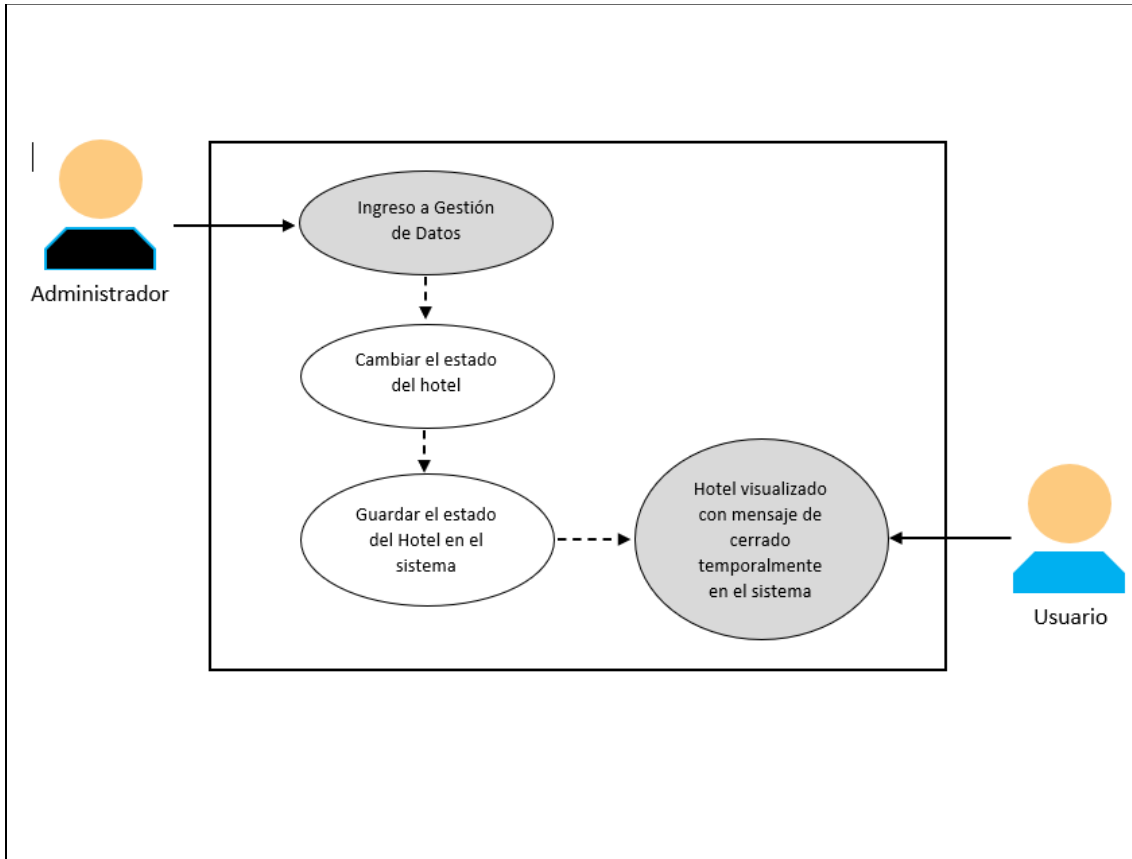 Administrador
Ingreso a Gestión
de Datos
Cambiar el estado
del hotel
Guardar el estado
del Hotel en el
sistema
Hotel visualizado
con mensaje de
cerrado
temporalmente
en el sistema
Usuario